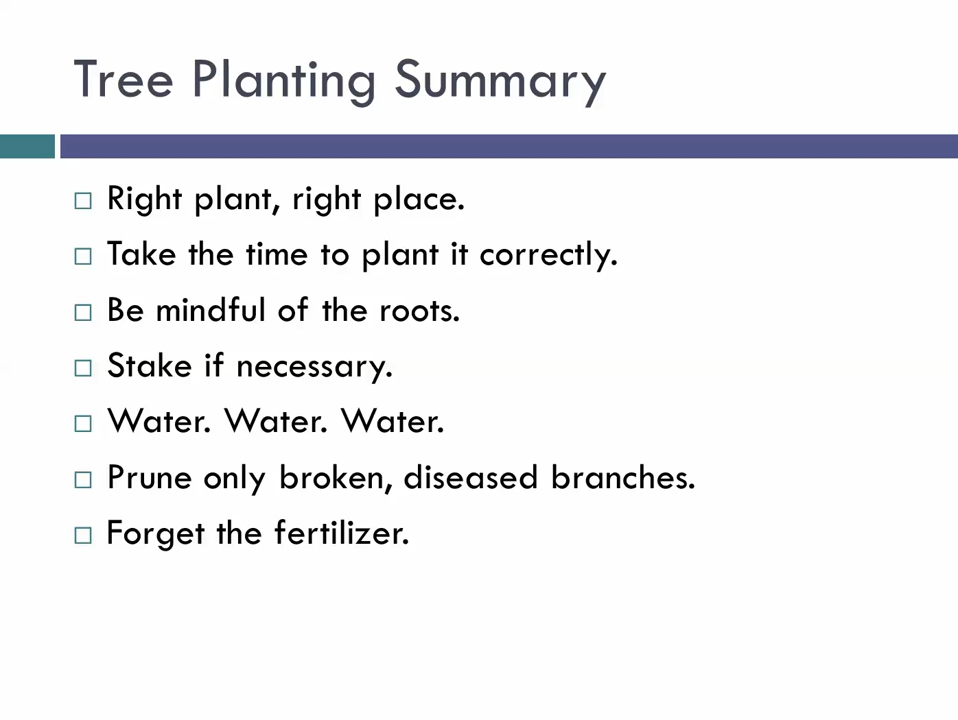 Tree Planting Summary
Right plant, right place.
Take the time to plant it correctly.
Be mindful of the roots.
Stake if necessary.
Water. Water. Water.
Prune only broken, diseased branches.
Forget the fertilizer.